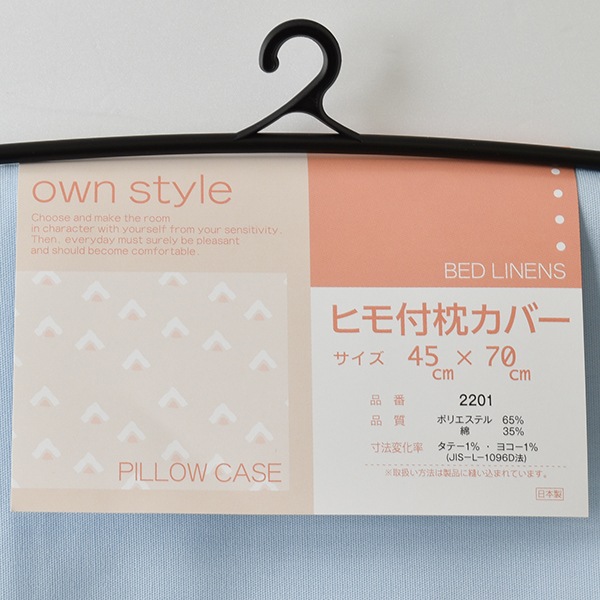 own style
Choose and make the room
in character with yourself from your sensitivity.
Then, everyday must surely be pleasant
and should become comfortable.
PILLOW CASE
BED LINENS
ヒモ付枕カバー
サイズ 45cm × 70cm
品番 2201
品質 ポリエステル 65%
綿 35%
寸法変化率 タテー1%・ヨコー1%
(JIS-L-1096D法)
※取扱い方法は製品に縫い込まれています。
日本製